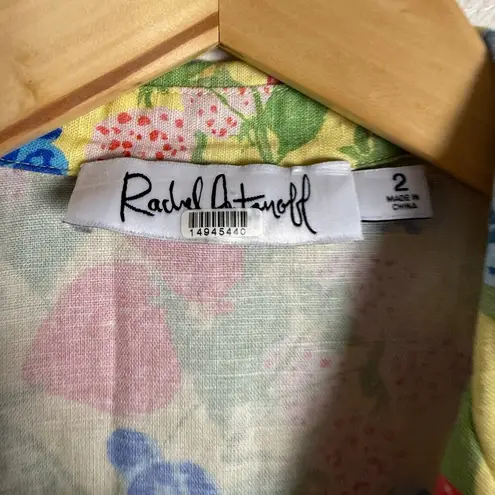 Rachel Antonoff
14945440
2
MADE IN
CHINA